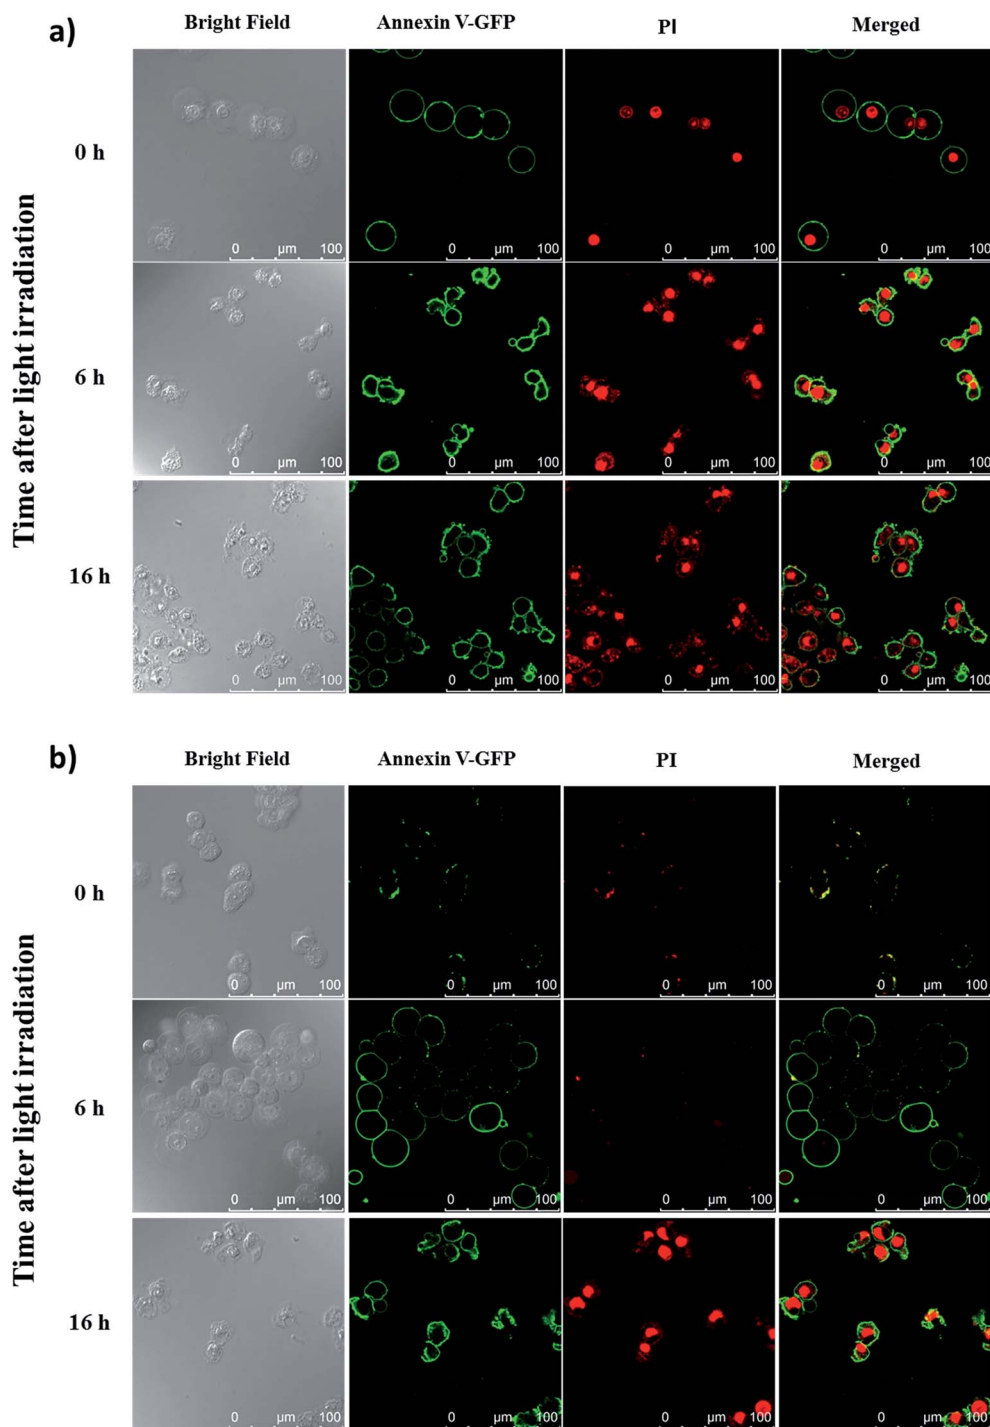 a)
Bright Field Annexin V-GFP PI Merged
0 h
0 µm 100 0 µm 100 0 µm 100 0 µm 100
6 h
0 µm 100 0 µm 100 0 µm 100 0 µm 100
16 h
0 µm 100 0 µm 100 0 µm 100 0 µm 100
Time after light irradiation
b)
Bright Field Annexin V-GFP PI Merged
0 h
0 µm 100 0 µm 100 0 µm 100 0 µm 100
6 h
0 µm 100 0 µm 100 0 µm 100 0 µm 100
16 h
0 µm 100 0 µm 100 0 µm 100 0 µm 100
Time after light irradiation